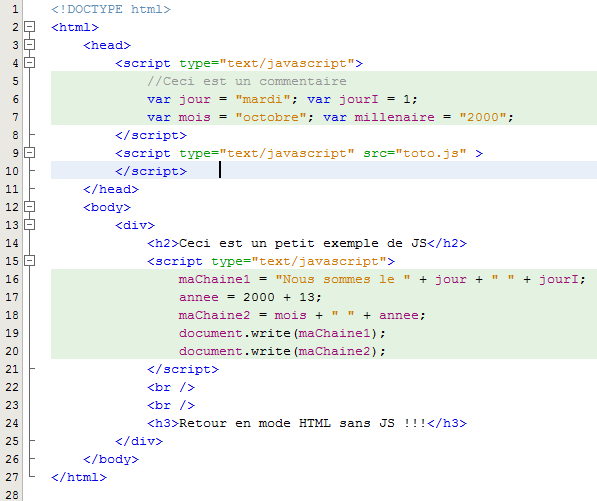 1 <!DOCTYPE html>
2 <html>
3 <head>
4 <script type="text/javascript">
5 //Ceci est un commentaire
6 var jour = "mardi"; var jourI = 1;
7 var mois = "octobre"; var millenaire = "2000";
8 </script>
9 <script type="text/javascript" src="toto.js" >
10 </script>
11 </head>
12 <body>
13 <div>
14 <h2>Ceci est un petit exemple de JS</h2>
15 <script type="text/javascript">
16 maChaine1 = "Nous sommes le " + jour + " " + jourI;
17 annee = 2000 + 13;
18 maChaine2 = mois + " " + annee;
19 document.write(maChaine1);
20 document.write(maChaine2);
21 </script>
22 <br />
23 <br />
24 <h3>Retour en mode HTML sans JS !!!</h3>
25 </div>
26 </body>
27 </html>
28